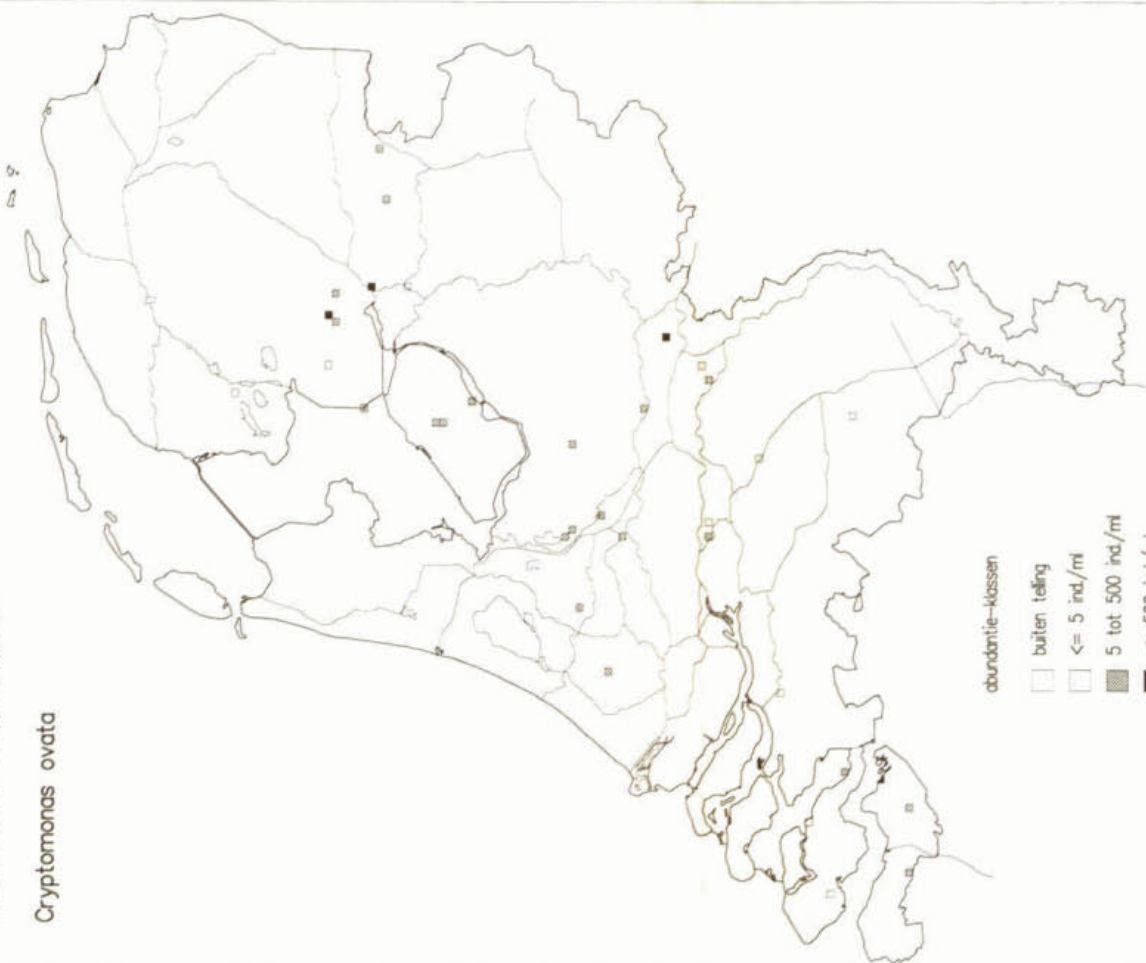 Cryptomonas ovata
abundantie-klassen
buiten telling
<= 5 ind./ml
5 tot 500 ind./ml